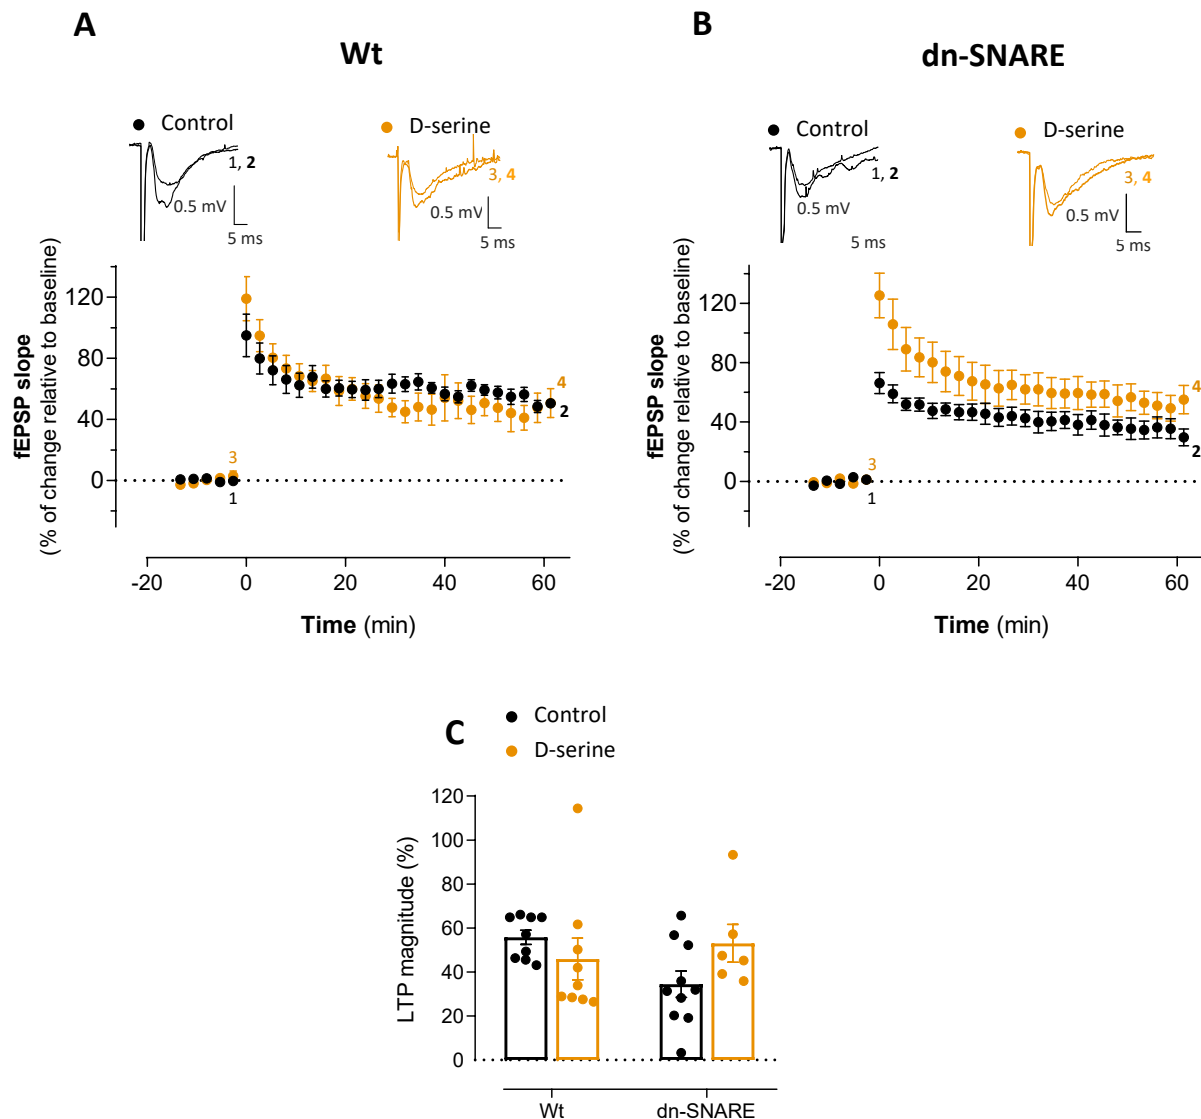 A
B
Wt
dn-SNARE
Control
D-serine
Control
D-serine
1, 2
3, 4
1, 2
3, 4
0.5 mV
0.5 mV
0.5 mV
0.5 mV
5 ms
5 ms
5 ms
5 ms
fEPSP slope
(% of change relative to baseline)
120
80
40
0
4
2
3
1
-20
0
20
40
60
Time (min)
fEPSP slope
(% of change relative to baseline)
120
80
40
0
4
2
3
1
-20
0
20
40
60
Time (min)
C
Control
D-serine
LTP magnitude (%)
120
100
80
60
40
20
0
Wt
dn-SNARE